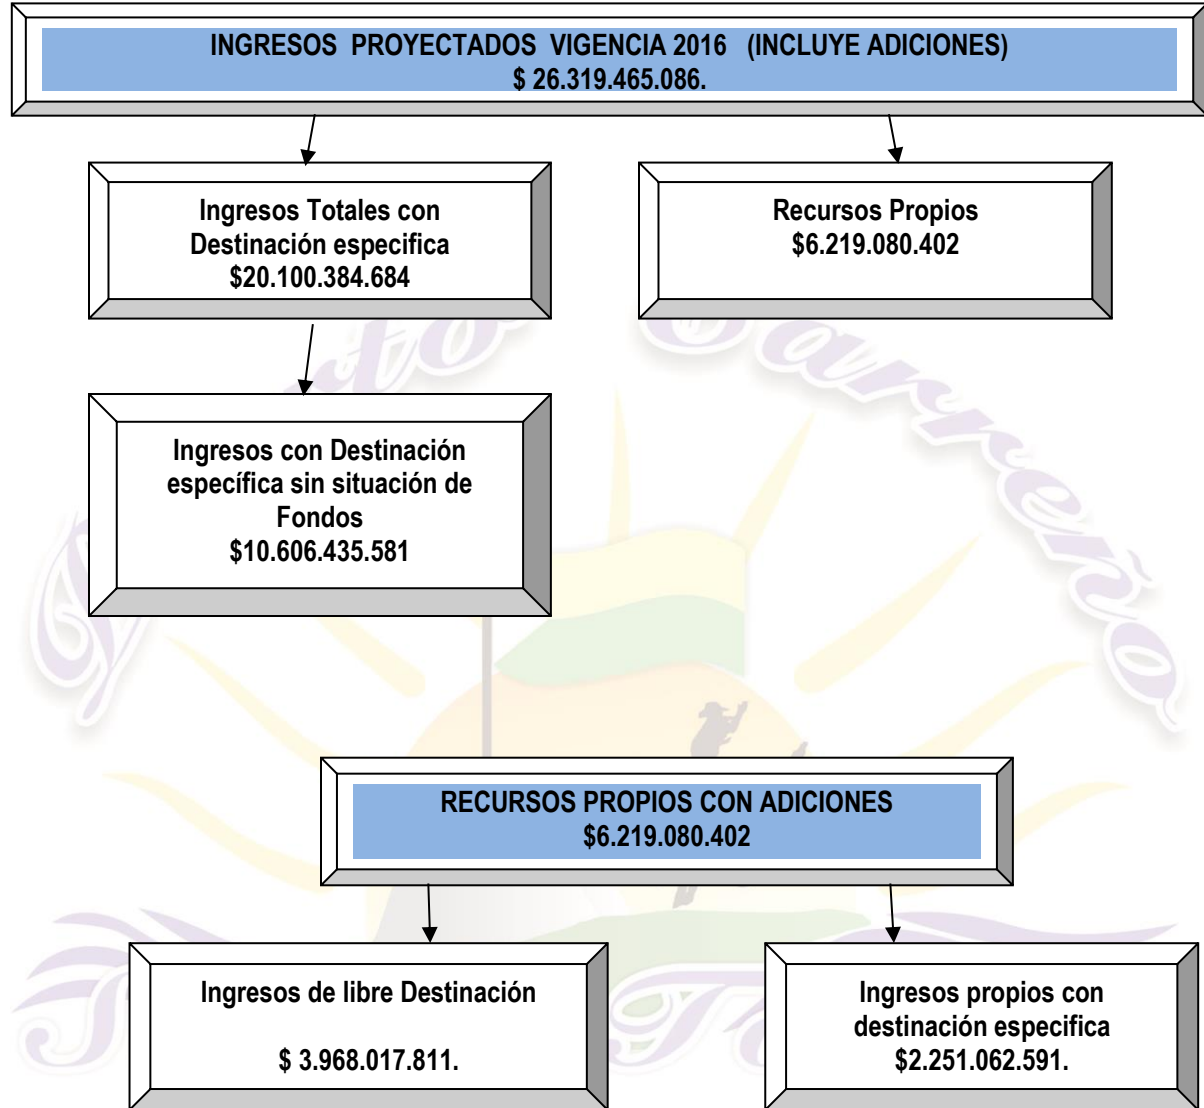 INGRESOS PROYECTADOS VIGENCIA 2016 (INCLUYE ADICIONES)
$ 26.319.465.086.
Ingresos Totales con
Destinación especifica
$20.100.384.684
Recursos Propios
$6.219.080.402
Ingresos con Destinación
específica sin situación de
Fondos
$10.606.435.581
RECURSOS PROPIOS CON ADICIONES
$6.219.080.402
Ingresos de libre Destinación
$ 3.968.017.811.
Ingresos propios con
destinación especifica
$2.251.062.591.
Carreño